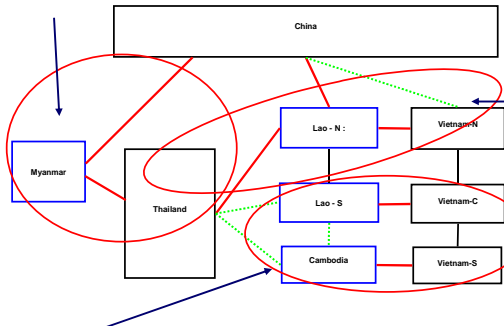 China
Lao - N :
Vietnam-N
Myanmar
Thailand
Lao - S
Vietnam-C
Cambodia
Vietnam-S